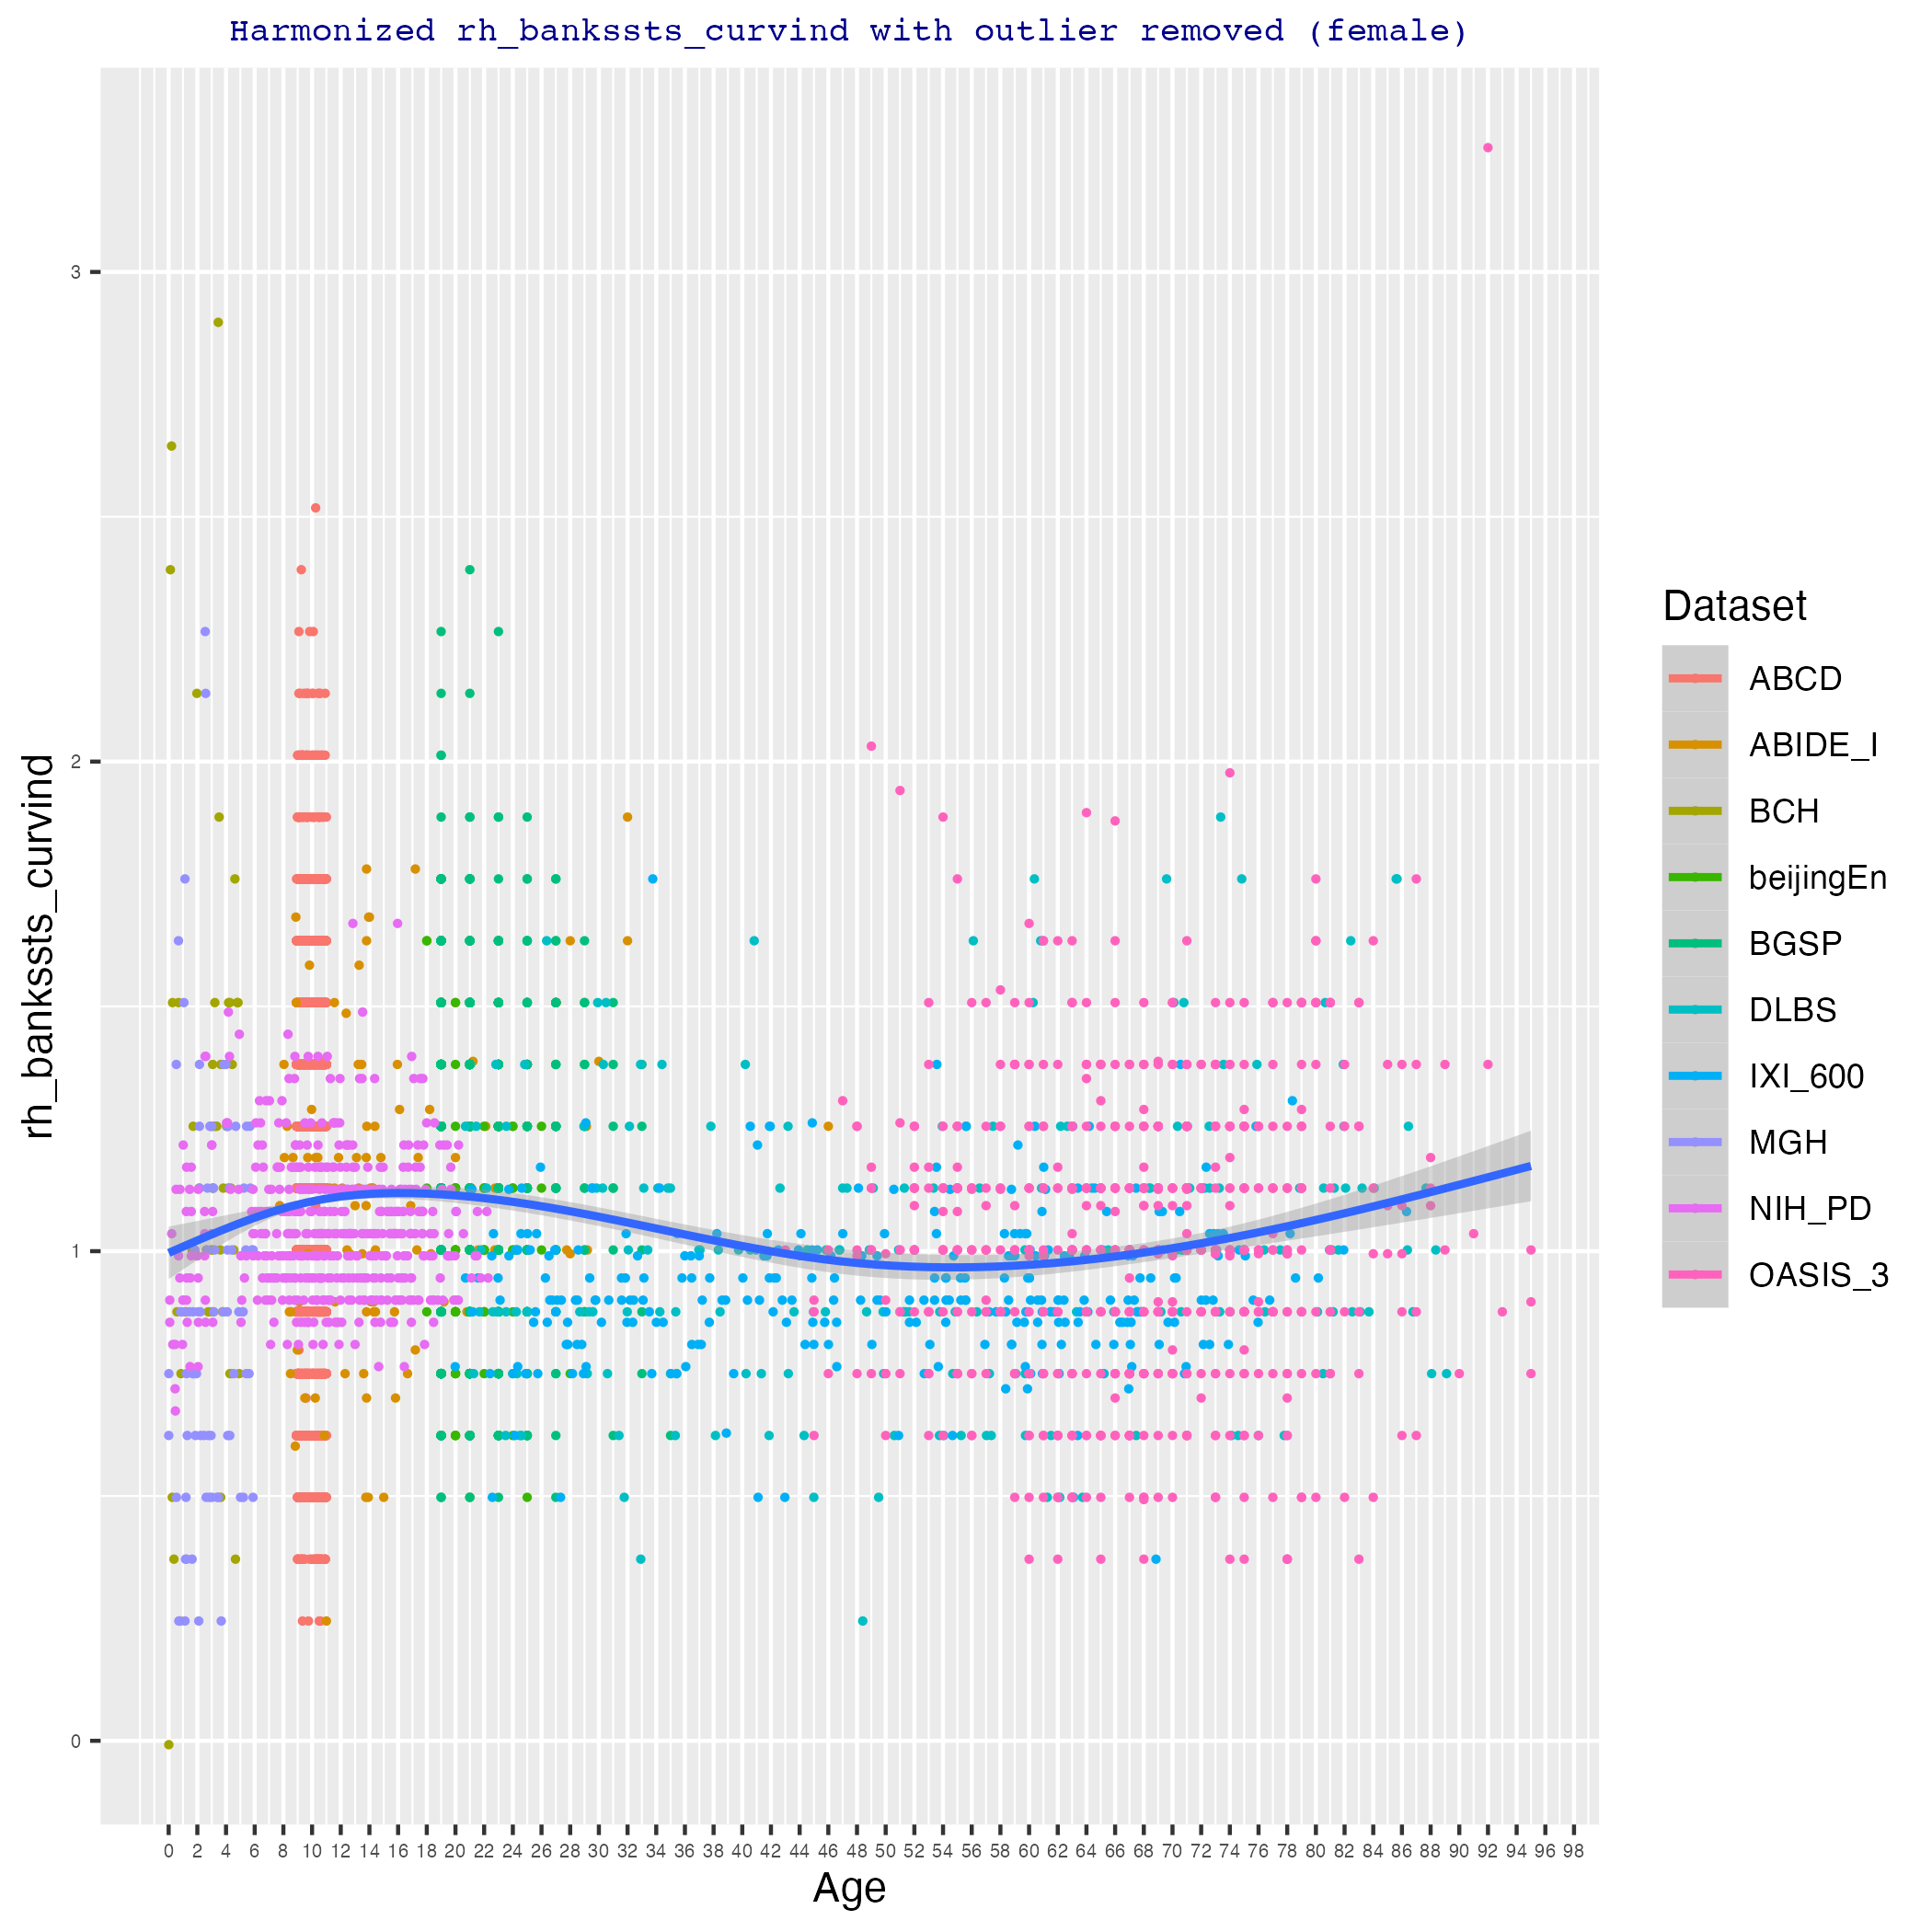 Harmonized rh_bankssts_curvind with outlier removed (female)
rh_bankssts_curvind
3
2
1
0
0 2 4 6 8 10 12 14 16 18 20 22 24 26 28 30 32 34 36 38 40 42 44 46 48 50 52 54 56 58 60 62 64 66 68 70 72 74 76 78 80 82 84 86 88 90 92 94 96 98
Age
Dataset
ABCD
ABIDE_I
BCH
beijingEn
BGSP
DLBS
IXI_600
MGH
NIH_PD
OASIS_3